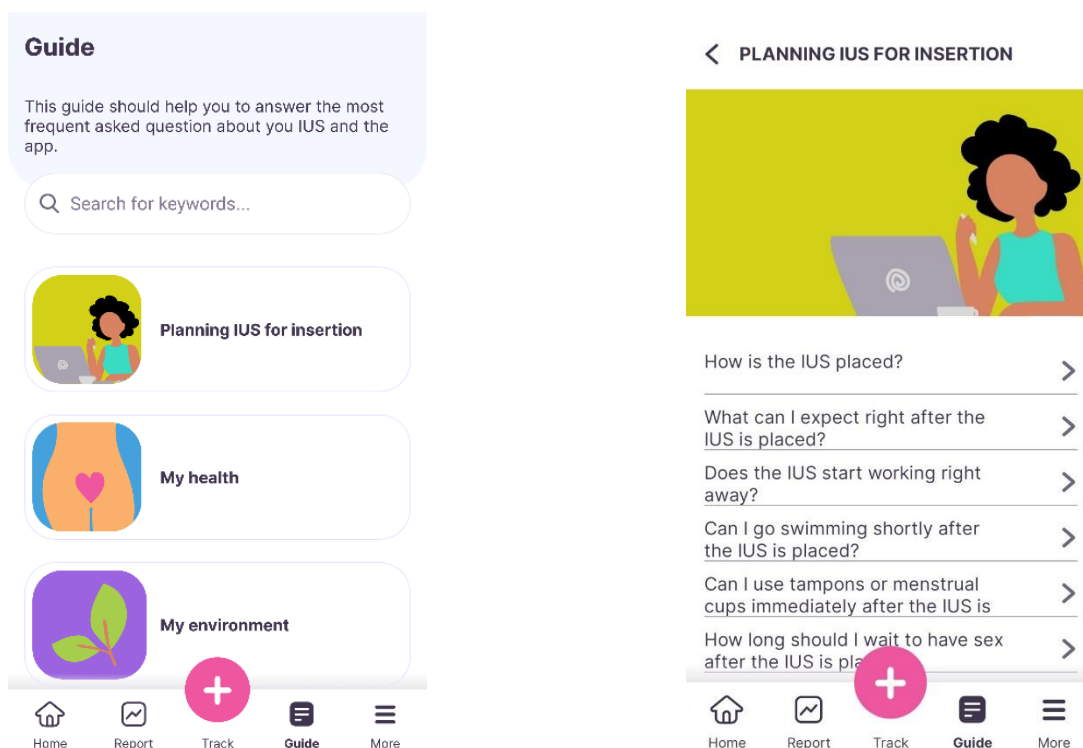 Guide
This guide should help you to answer the most
frequent asked question about you IUS and the
app.
Search for keywords...
Planning IUS for insertion
My health
My environment
Home
Report
Track
Guide
More
PLANNING IUS FOR INSERTION
How is the IUS placed?
What can I expect right after the
IUS is placed?
Does the IUS start working right
away?
Can I go swimming shortly after
the IUS is placed?
Can I use tampons or menstrual
cups immediately after the IUS is
How long should I wait to have sex
after the IUS is
Home
Report
Track
Guide
More